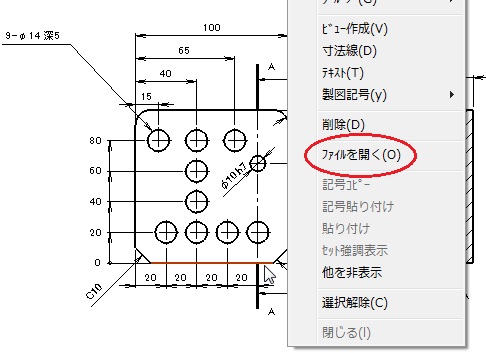 100
9-φ14 深5
65
40
15
A
80
60
40
20
0
φ10h7
C10
20
20
20
20
A
A
ﾋﾞｭｰ作成(V)
寸法線(D)
ﾃｷｽﾄ(T)
製図記号(y)
削除(D)
ﾌｧｲﾙを開く(O)
記号ｺﾋﾟｰ
記号貼り付け
貼り付け
ｾｯﾄ強調表示
他を非表示
選択解除(C)
閉じる(I)